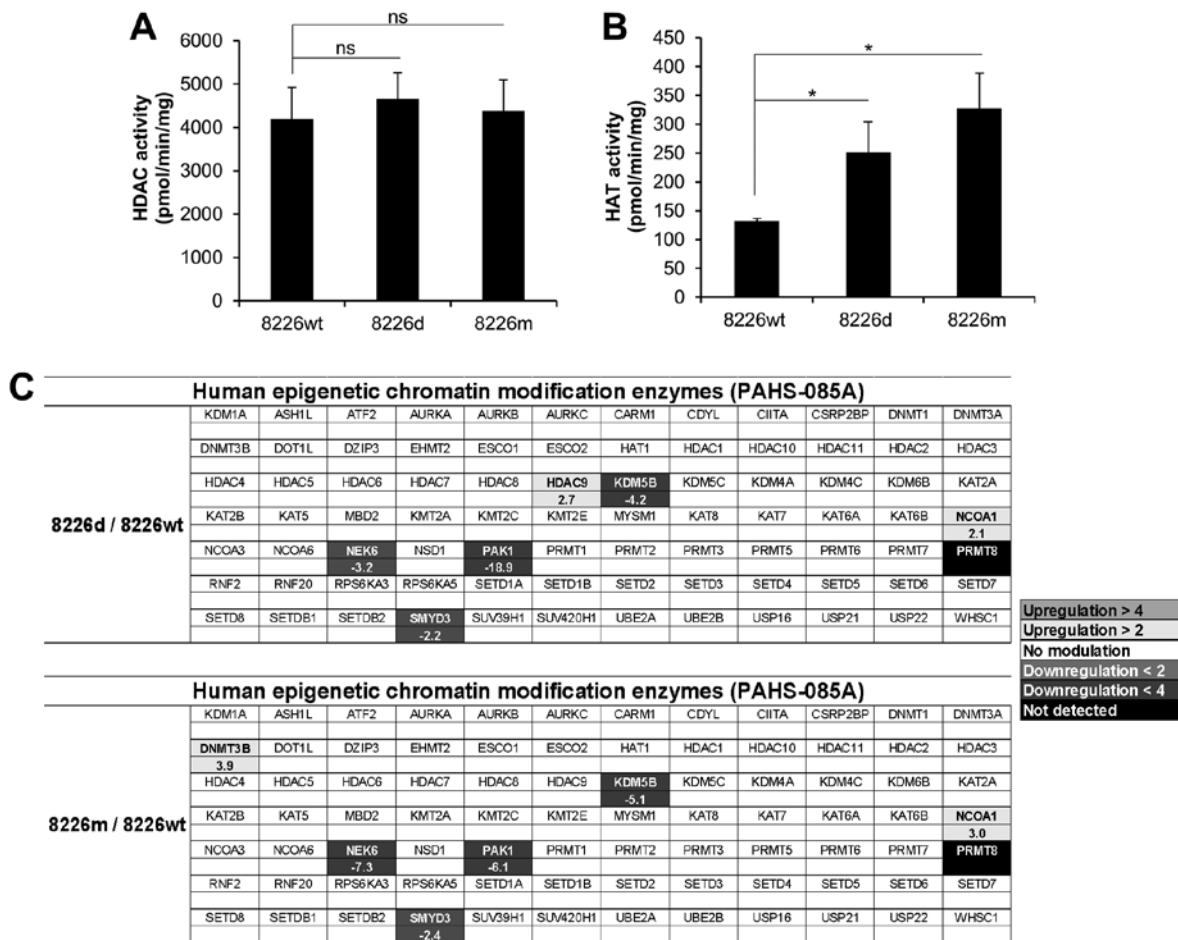 A
B
6000
5000
4000
3000
2000
1000
0
HDAC activity
(pmol/min/mg)
ns
ns
8226wt 8226d 8226m
450
400
350
300
250
200
150
100
50
0
HAT activity
(pmol/min/mg)
*
*
8226wt 8226d 8226m
C
Human epigenetic chromatin modification enzymes (PAHS-085A)
8226d / 8226wt
KDM1A ASH1L ATF2 AURKA AURKB AURKC CARM1 CDYL CIITA CSRP2BP DNMT1 DNMT3A
DNMT3B DOT1L DZIP3 EHMT2 ESCO1 ESCO2 HAT1 HDAC1 HDAC10 HDAC11 HDAC2 HDAC3
HDAC4 HDAC5 HDAC6 HDAC7 HDAC8 HDAC9 KDM5B KDM5C KDM4A KDM4C KDM6B KAT2A
2.7 -4.2
KAT2B KAT5 MBD2 KMT2A KMT2C KMT2E MYSM1 KAT8 KAT7 KAT6A KAT6B NCOA1
2.1
NCOA3 NCOA6 NEK6 NSD1 PAK1 PRMT1 PRMT2 PRMT3 PRMT5 PRMT6 PRMT7 PRMT8
-3.2 -18.9
RNF2 RNF20 RPS6KA3 RPS6KA5 SETD1A SETD1B SETD2 SETD3 SETD4 SETD5 SETD6 SETD7
SETD8 SETDB1 SETDB2 SMYD3 SUV39H1 SUV420H1 UBE2A UBE2B USP16 USP21 USP22 WHSC1
-2.2
Upregulation > 4
Upregulation > 2
No modulation
Downregulation < 2
Downregulation < 4
Not detected
Human epigenetic chromatin modification enzymes (PAHS-085A)
8226m / 8226wt
KDM1A ASH1L ATF2 AURKA AURKB AURKC CARM1 CDYL CIITA CSRP2BP DNMT1 DNMT3A
DNMT3B DOT1L DZIP3 EHMT2 ESCO1 ESCO2 HAT1 HDAC1 HDAC10 HDAC11 HDAC2 HDAC3
3.9
HDAC4 HDAC5 HDAC6 HDAC7 HDAC8 HDAC9 KDM5B KDM5C KDM4A KDM4C KDM6B KAT2A
-5.1
KAT2B KAT5 MBD2 KMT2A KMT2C KMT2E MYSM1 KAT8 KAT7 KAT6A KAT6B NCOA1
3.0
NCOA3 NCOA6 NEK6 NSD1 PAK1 PRMT1 PRMT2 PRMT3 PRMT5 PRMT6 PRMT7 PRMT8
-7.3 -6.1
RNF2 RNF20 RPS6KA3 RPS6KA5 SETD1A SETD1B SETD2 SETD3 SETD4 SETD5 SETD6 SETD7
SETD8 SETDB1 SETDB2 SMYD3 SUV39H1 SUV420H1 UBE2A UBE2B USP16 USP21 USP22 WHSC1
-2.4